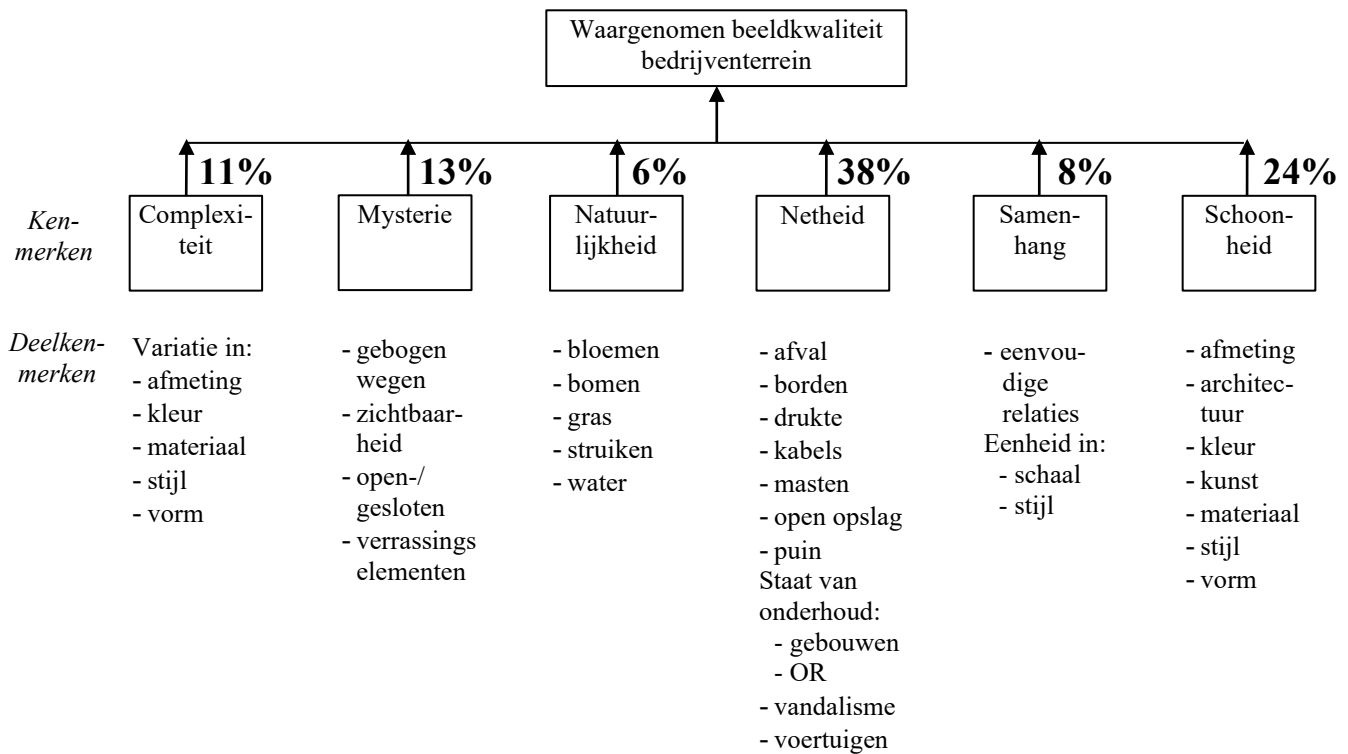 Waargenomen beeldkwaliteit
bedrijventerrein
11%
13%
6%
38%
8%
24%
Ken-
merken
Complexi-
teit
Mysterie
Natuur-
lijkheid
Netheid
Samen-
hang
Schoon-
heid
Deelken-
merken
Variatie in:
- afmeting
- kleur
- materiaal
- stijl
- vorm
- gebogen
wegen
- zichtbaar-
heid
- open-/
gesloten
- verrassings
elementen
- bloemen
- bomen
- gras
- struiken
- water
- afval
- borden
- drukte
- kabels
- masten
- open opslag
- puin
Staat van
onderhoud:
- gebouwen
- OR
- vandalisme
- voertuigen
- eenvou-
dige
relaties
Eenheid in:
- schaal
- stijl
- afmeting
- architec-
tuur
- kleur
- kunst
- materiaal
- stijl
- vorm